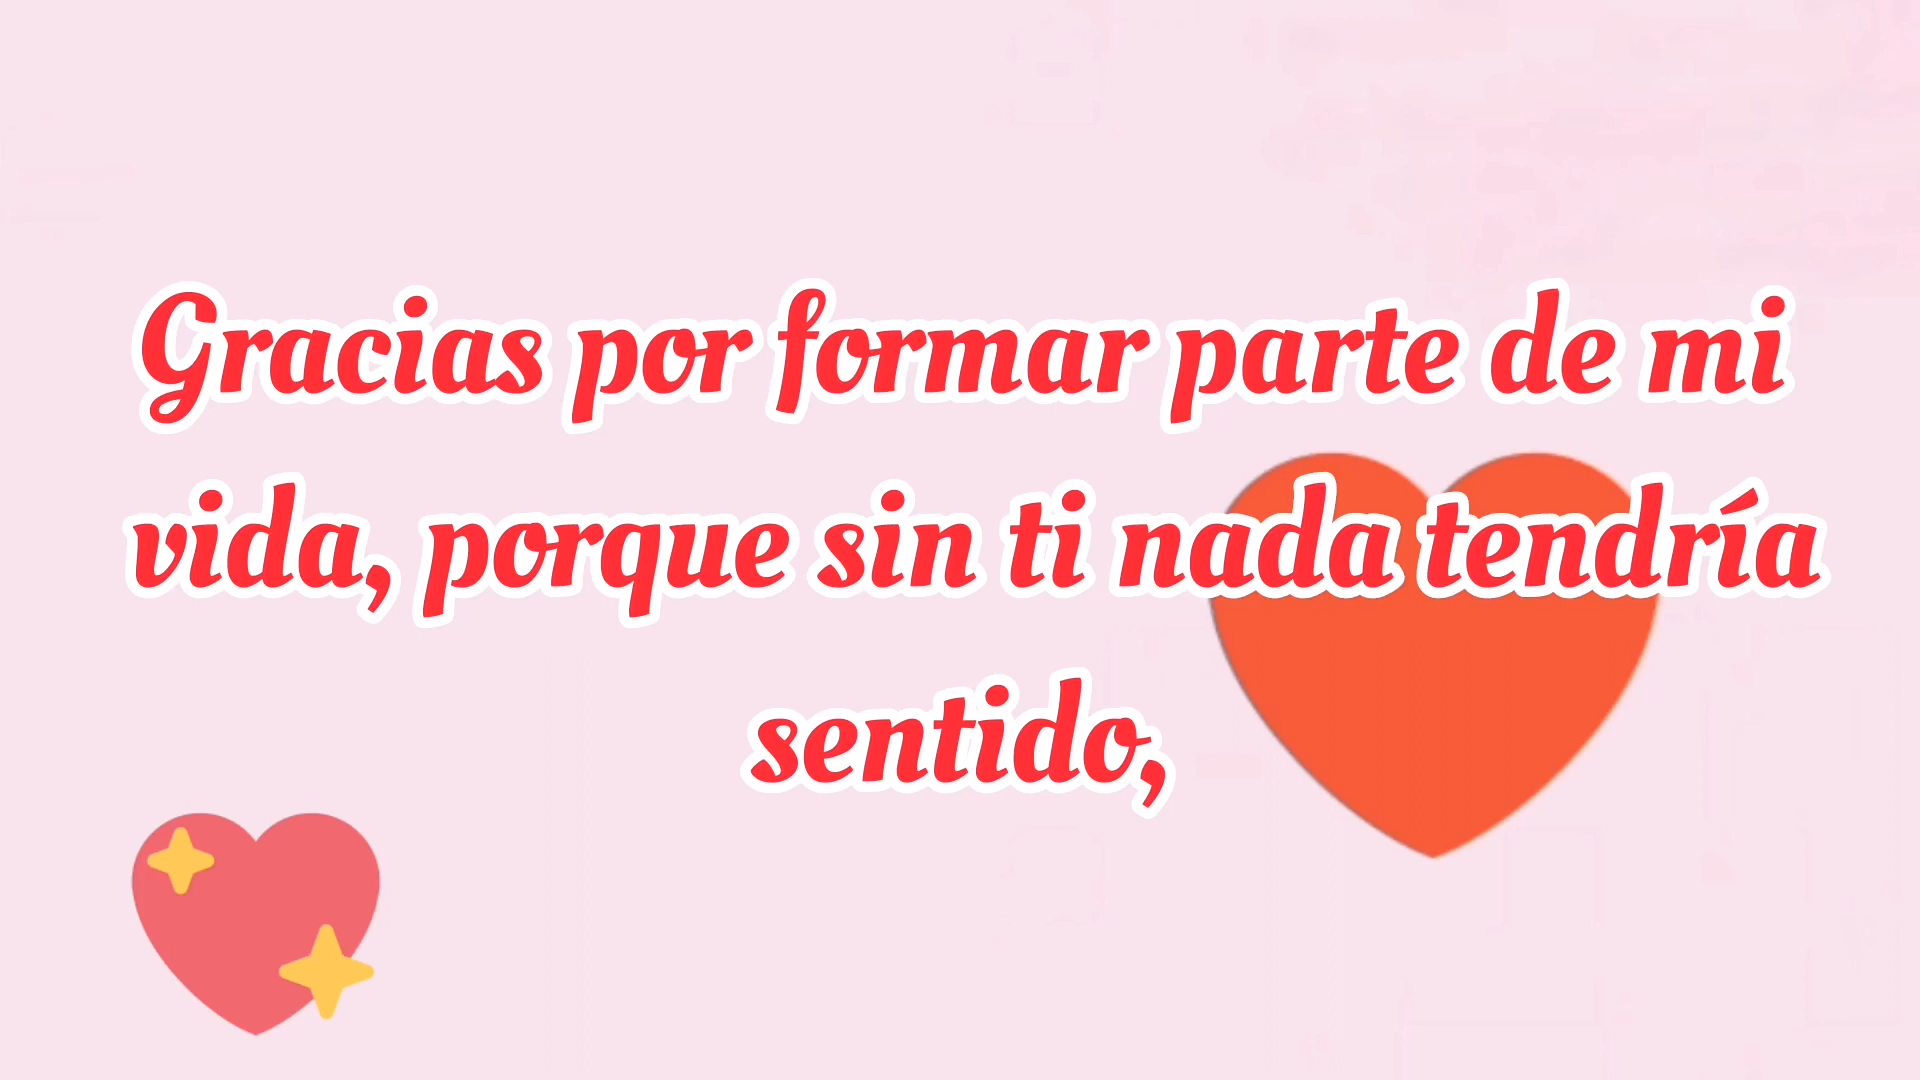 Gracias por formar parte de mi
vida, porque sin ti nada tendría
sentido,